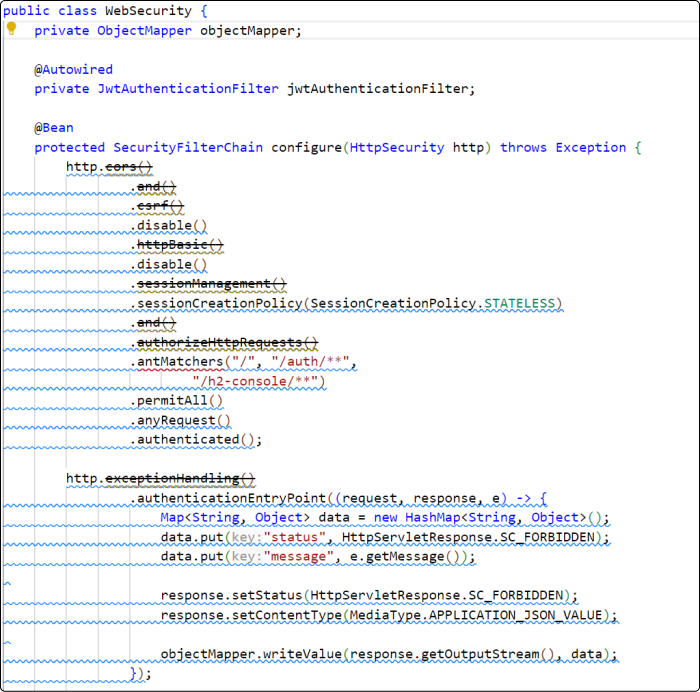 public class WebSecurity {
private ObjectMapper objectMapper;
@Autowired
private JwtAuthenticationFilter jwtAuthenticationFilter;
@Bean
protected SecurityFilterChain configure(HttpSecurity http) throws Exception {
http.cors()
.and()
.csrf()
.disable()
.httpBasic()
.disable()
.sessionManagement()
.sessionCreationPolicy(SessionCreationPolicy.STATELESS)
.and()
.authorizeHttpRequests()
.antMatchers("/", "/auth/**",
"/h2-console/**")
.permitAll()
.anyRequest()
.authenticated();
http.exceptionHandling()
.authenticationEntryPoint((request, response, e) -> {
Map<String, Object> data = new HashMap<String, Object>();
data.put(key:"status", HttpServletResponse.SC_FORBIDDEN);
data.put(key:"message", e.getMessage());
response.setStatus(HttpServletResponse.SC_FORBIDDEN);
response.setContentType(MediaType.APPLICATION_JSON_VALUE);
objectMapper.writeValue(response.getOutputStream(), data);
});